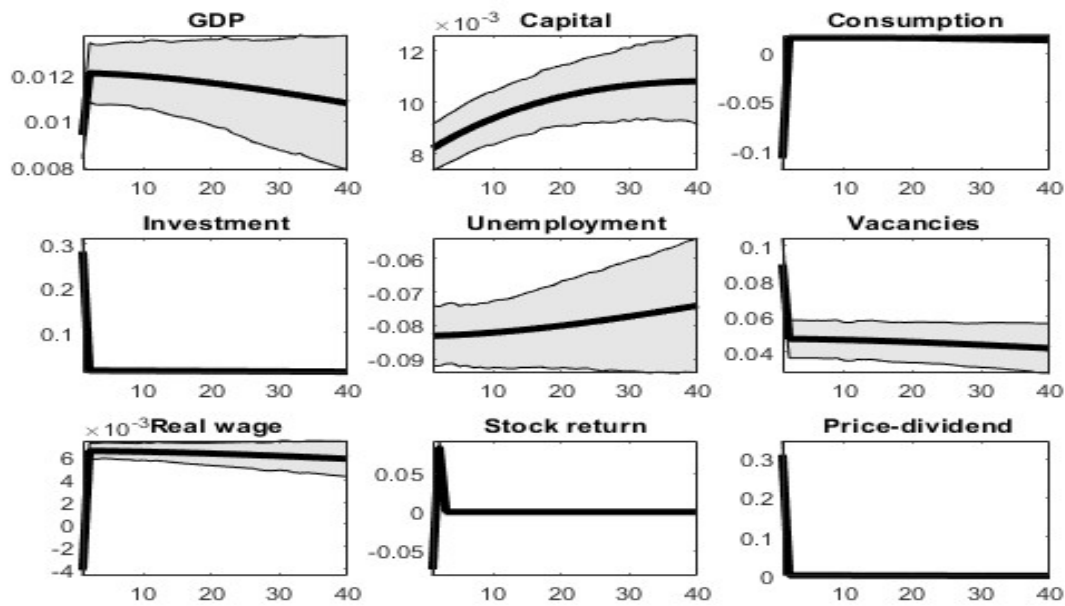 GDP
0.012
0.01
0.008
10 20 30 40
Capital
×10⁻³
12
10
8
10 20 30 40
Consumption
0
-0.05
-0.1
10 20 30 40
Investment
0.3
0.2
0.1
10 20 30 40
Unemployment
-0.06
-0.07
-0.08
-0.09
10 20 30 40
Vacancies
0.1
0.08
0.06
0.04
10 20 30 40
×10⁻³ Real wage
6
4
2
0
-2
-4
10 20 30 40
Stock return
0.05
0
-0.05
10 20 30 40
Price-dividend
0.3
0.2
0.1
0
10 20 30 40